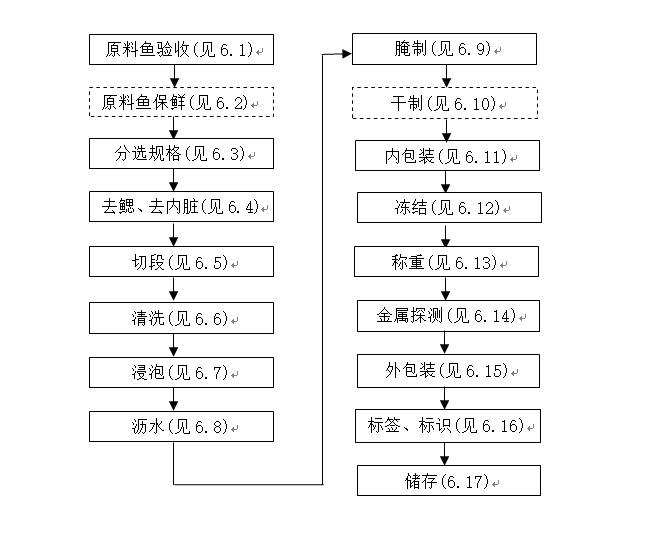 原料鱼验收(见6.1)
原料鱼保鲜(见6.2)
分选规格(见6.3)
去鳃、去内脏(见6.4)
切段(见6.5)
清洗(见6.6)
浸泡(见6.7)
沥水(见6.8)
腌制(见6.9)
干制(见6.10)
内包装(见6.11)
冻结(见6.12)
称重(见6.13)
金属探测(见6.14)
外包装(见6.15)
标签、标识(见6.16)
储存(6.17)